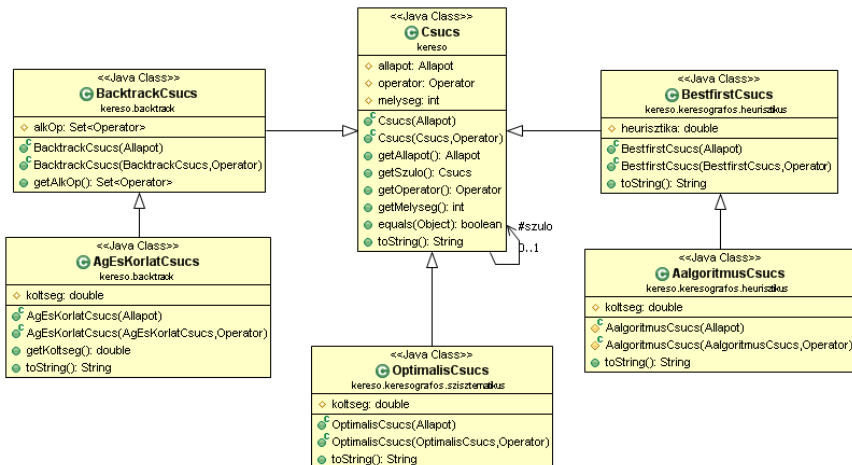 <<Java Class>>
Csucs
kereso
allapot: Allapot
operator: Operator
melyseg: int
Csucs(Allapot)
Csucs(Csucs,Operator)
getAllapot(): Allapot
getSzulo(): Csucs
getOperator(): Operator
getMelyseg(): int
equals(Object): boolean
toString(): String
#szulo
0..1
<<Java Class>>
BacktrackCsucs
kereso.backtrack
alkOp: Set<Operator>
BacktrackCsucs(Allapot)
BacktrackCsucs(BacktrackCsucs,Operator)
getAlkOp(): Set<Operator>
<<Java Class>>
BestfirstCsucs
kereso.keresografos.heurisztikus
heurisztika: double
BestfirstCsucs(Allapot)
BestfirstCsucs(BestfirstCsucs,Operator)
toString(): String
<<Java Class>>
AgEsKorlatCsucs
kereso.backtrack
koltseg: double
AgEsKorlatCsucs(Allapot)
AgEsKorlatCsucs(AgEsKorlatCsucs,Operator)
getKoltseg(): double
toString(): String
<<Java Class>>
AalgoritmusCsucs
kereso.keresografos.heurisztikus
koltseg: double
AalgoritmusCsucs(Allapot)
AalgoritmusCsucs(AalgoritmusCsucs,Operator)
toString(): String
<<Java Class>>
OptimalisCsucs
kereso.keresografos.szisztematikus
koltseg: double
OptimalisCsucs(Allapot)
OptimalisCsucs(OptimalisCsucs,Operator)
toString(): String